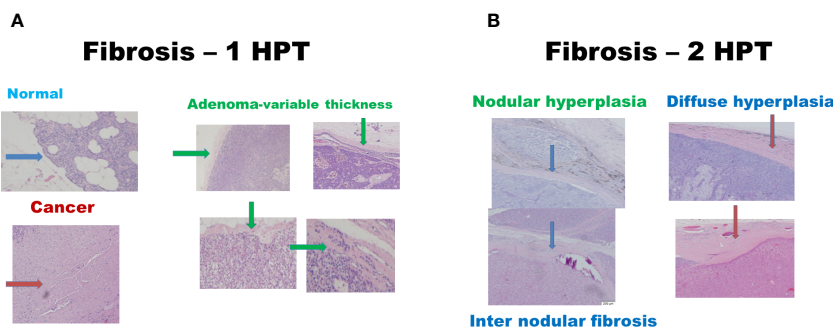 A
Fibrosis – 1 HPT
Normal
Adenoma-variable thickness
Cancer
B
Fibrosis – 2 HPT
Nodular hyperplasia
Diffuse hyperplasia
Inter nodular fibrosis